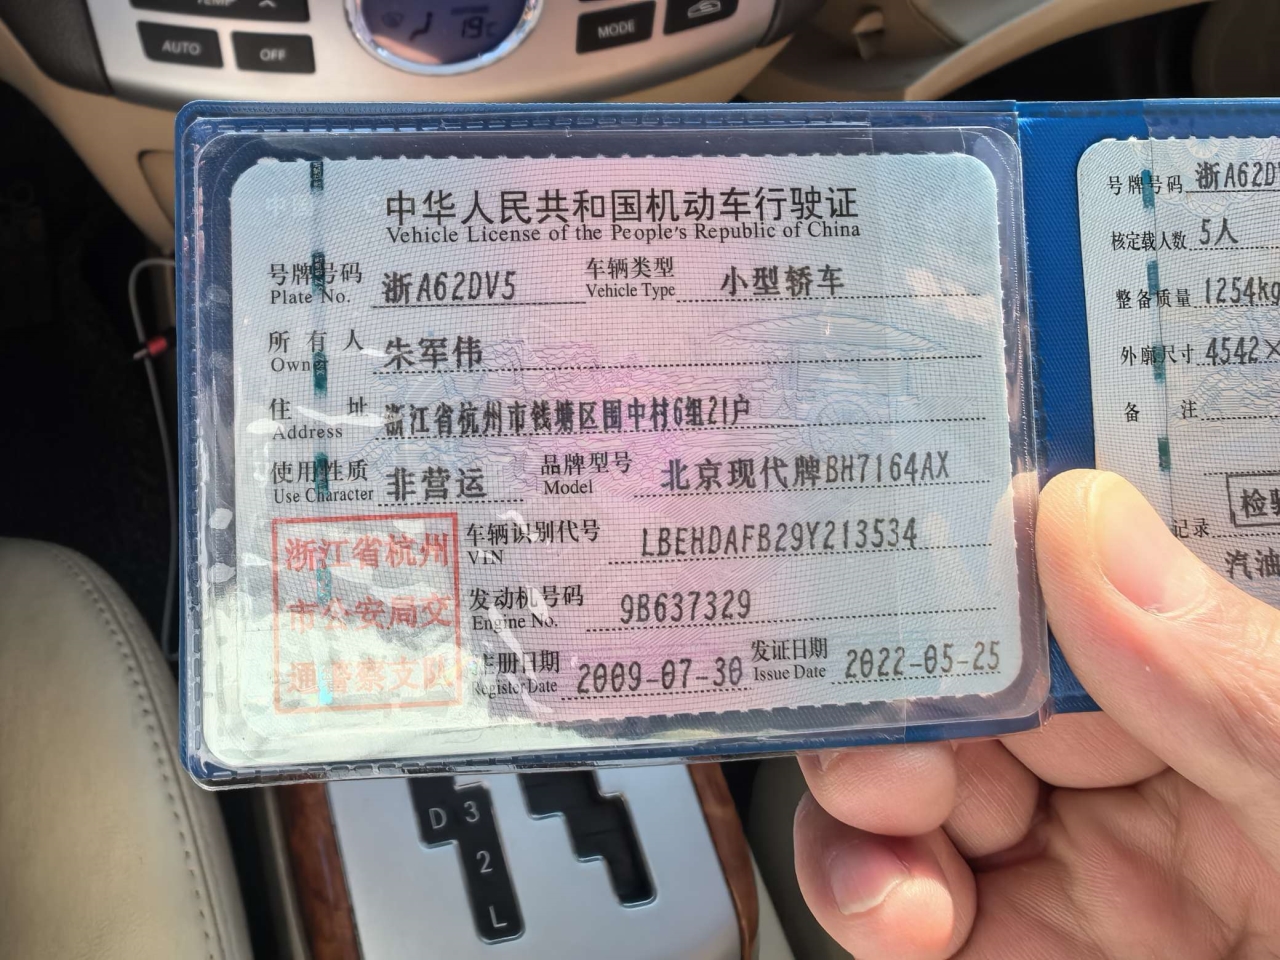 TEMP
AUTO
OFF
19c
MODE
中华人民共和国机动车行驶证
Vehicle License of the People's Republic of China
号牌号码 浙A62DV5 车辆类型 小型轿车
Plate No. Vehicle Type
所有人 朱军伟
Owner
住址 浙江省杭州市钱塘区围中村6组21户
Address
使用性质 非营运 品牌型号 北京现代牌BH7164AX
Use Character Model
浙江省杭州
市公安局交
通警察支队
车辆识别代号 LBEHDAFB29Y213534
VIN
发动机号码 9B637329
Engine No.
注册日期 2009-07-30 发证日期 2022-05-25
Register Date Issue Date
号牌号码 浙A62D
核定载人数 5人
整备质量 1254kg
外廓尺寸 4542×
备注
检验
记录
汽油
D 3
2
L